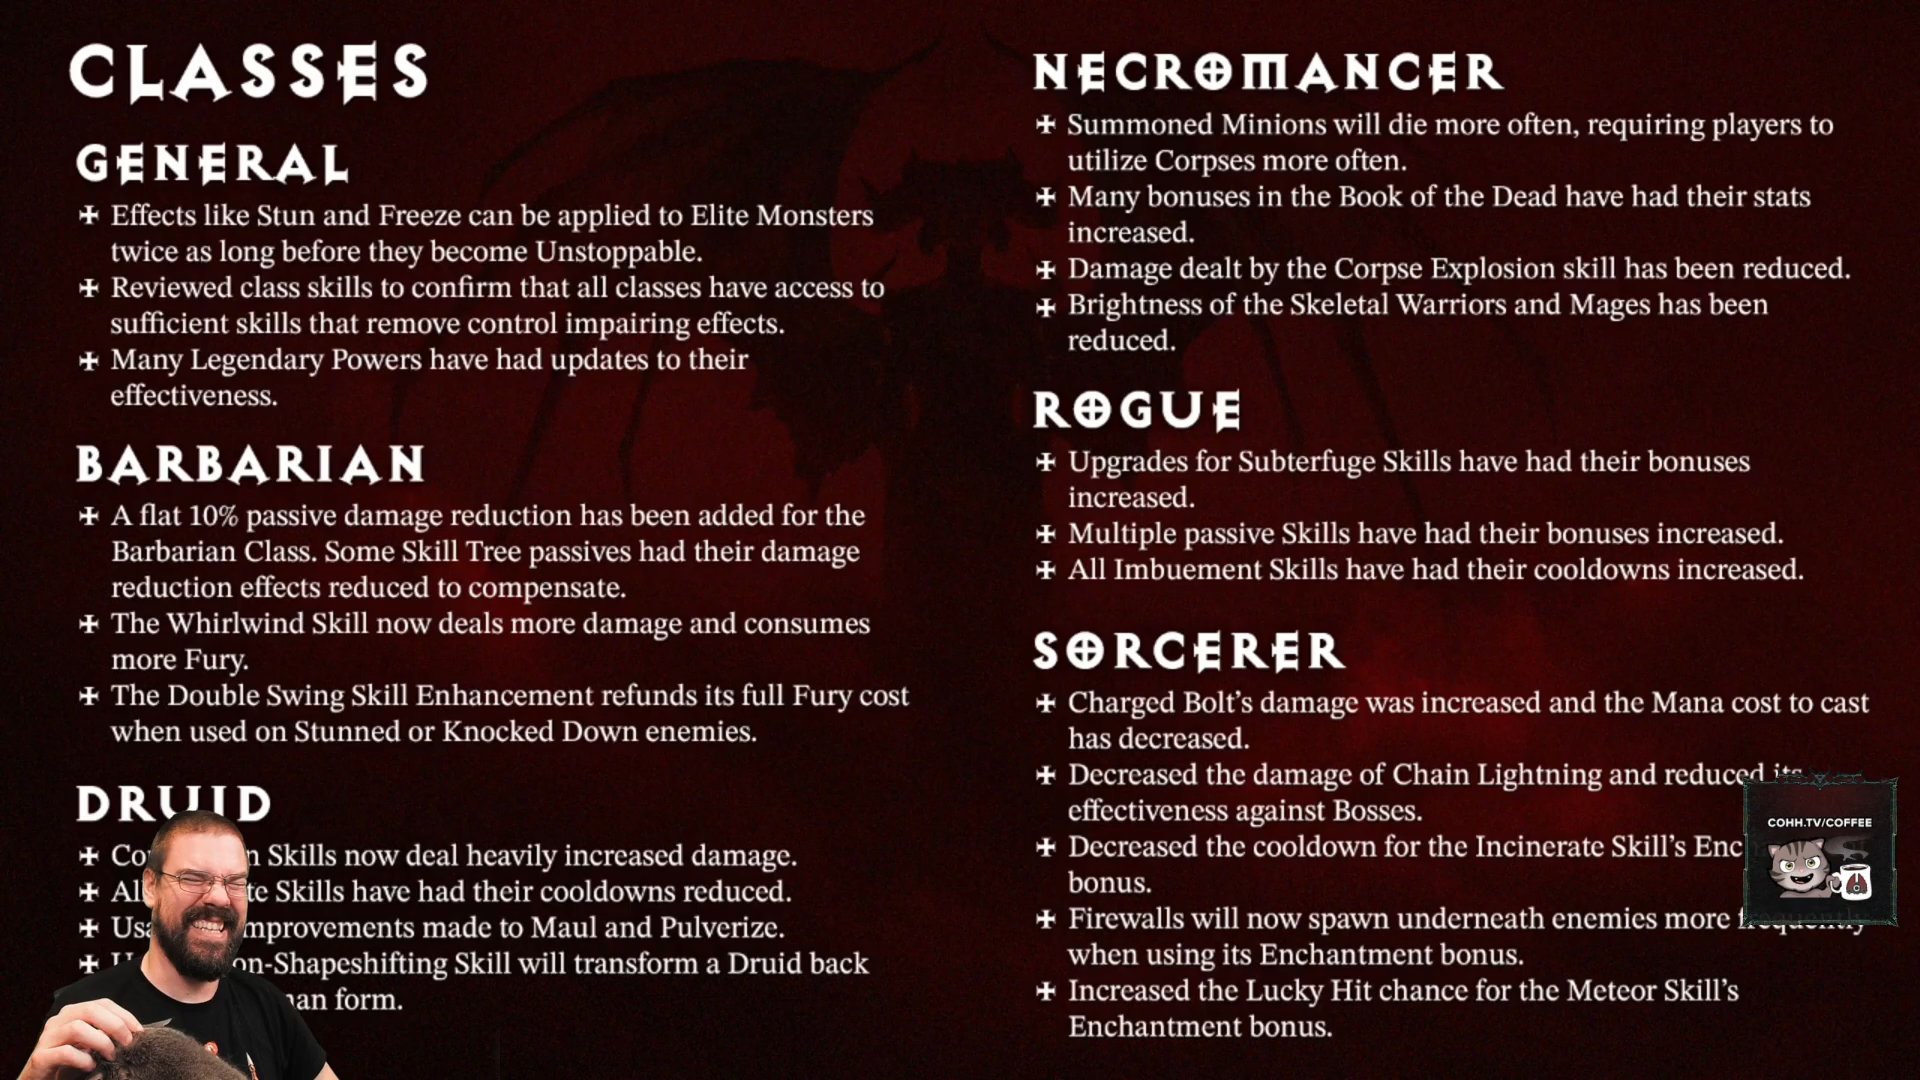 CLASSES
GENERAL
Effects like Stun and Freeze can be applied to Elite Monsters
twice as long before they become Unstoppable.
Reviewed class skills to confirm that all classes have access to
sufficient skills that remove control impairing effects.
Many Legendary Powers have had updates to their
effectiveness.
BARBARIAN
A flat 10% passive damage reduction has been added for the
Barbarian Class. Some Skill Tree passives had their damage
reduction effects reduced to compensate.
The Whirlwind Skill now deals more damage and consumes
more Fury.
The Double Swing Skill Enhancement refunds its full Fury cost
when used on Stunned or Knocked Down enemies.
DRUID
Skills now deal heavily increased damage.
Skills have had their cooldowns reduced.
made to Maul and Pulverize.
Skill will transform a Druid back
form.
NECROMANCER
Summoned Minions will die more often, requiring players to
utilize Corpses more often.
Many bonuses in the Book of the Dead have had their stats
increased.
Damage dealt by the Corpse Explosion skill has been reduced.
Brightness of the Skeletal Warriors and Mages has been
reduced.
ROGUE
Upgrades for Subterfuge Skills have had their bonuses
increased.
Multiple passive Skills have had their bonuses increased.
All Imbuement Skills have had their cooldowns increased.
SORCERER
Charged Bolt's damage was increased and the Mana cost to cast
has decreased.
Decreased the damage of Chain Lightning and reduced its
effectiveness against Bosses.
Decreased the cooldown for the Incinerate Skill's
bonus.
Firewalls will now spawn underneath enemies more frequently
when using its Enchantment bonus.
Increased the Lucky Hit chance for the Meteor Skill's
Enchantment bonus.
COHH.TV/COFFEE